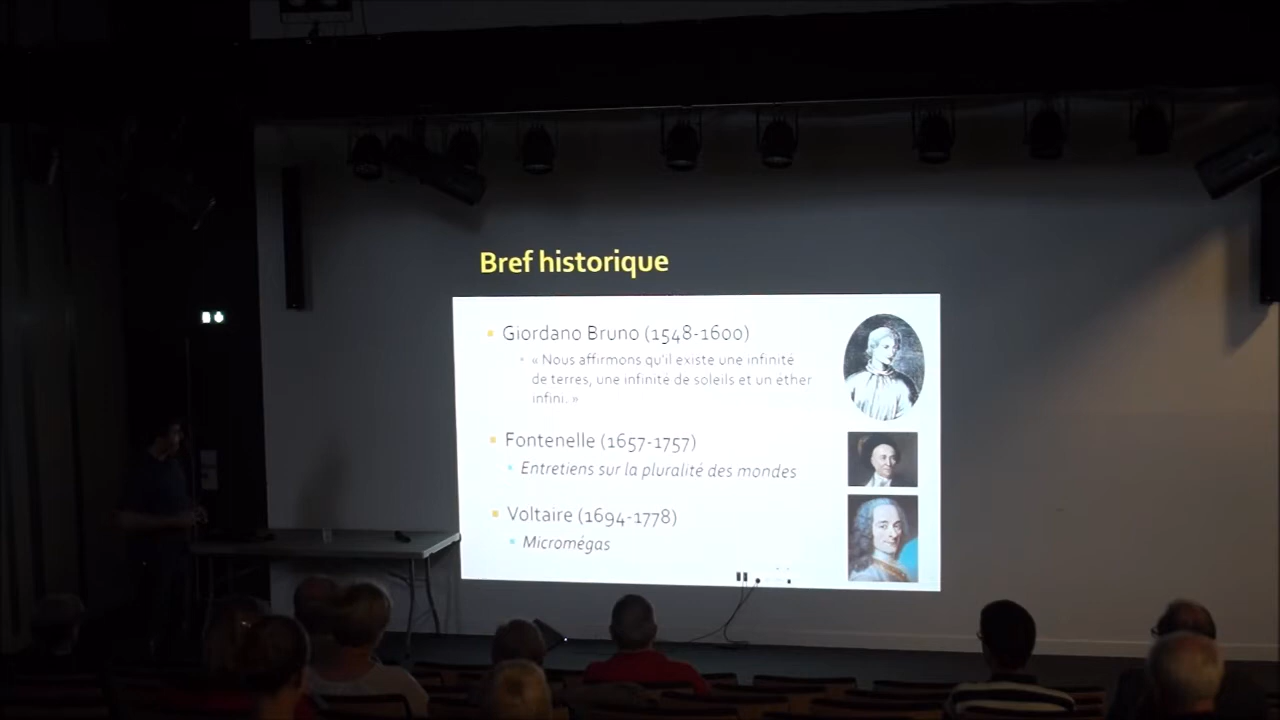 Bref historique
Giordano Bruno (1548-1600)
« Nous affirmons qu'il existe une infinité
de terres, une infinité de soleils et un éther
infini. »
Fontenelle (1657-1757)
Entretiens sur la pluralité des mondes
Voltaire (1694-1778)
Micromégas